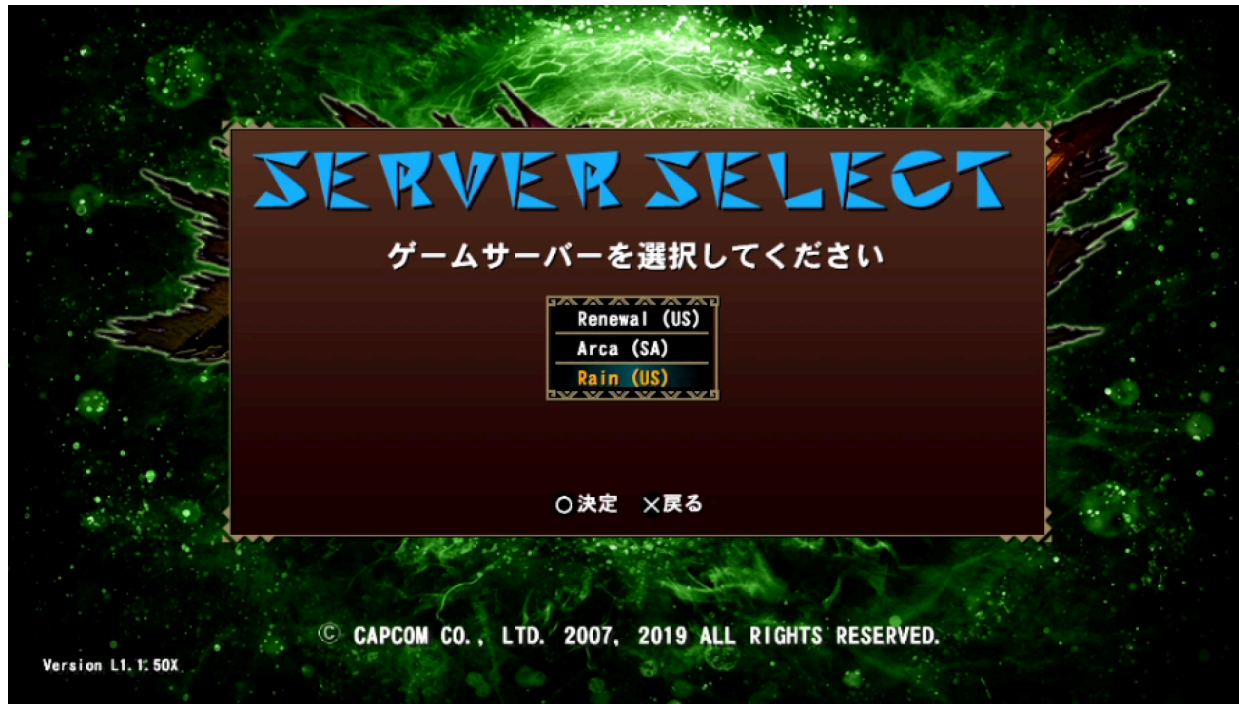 SERVER SELECT
ゲームサーバーを選択してください
Renewal (US)
Arca (SA)
Rain (US)
○決定 ×戻る
© CAPCOM CO., LTD. 2007, 2019 ALL RIGHTS RESERVED.
Version L1.1.50X